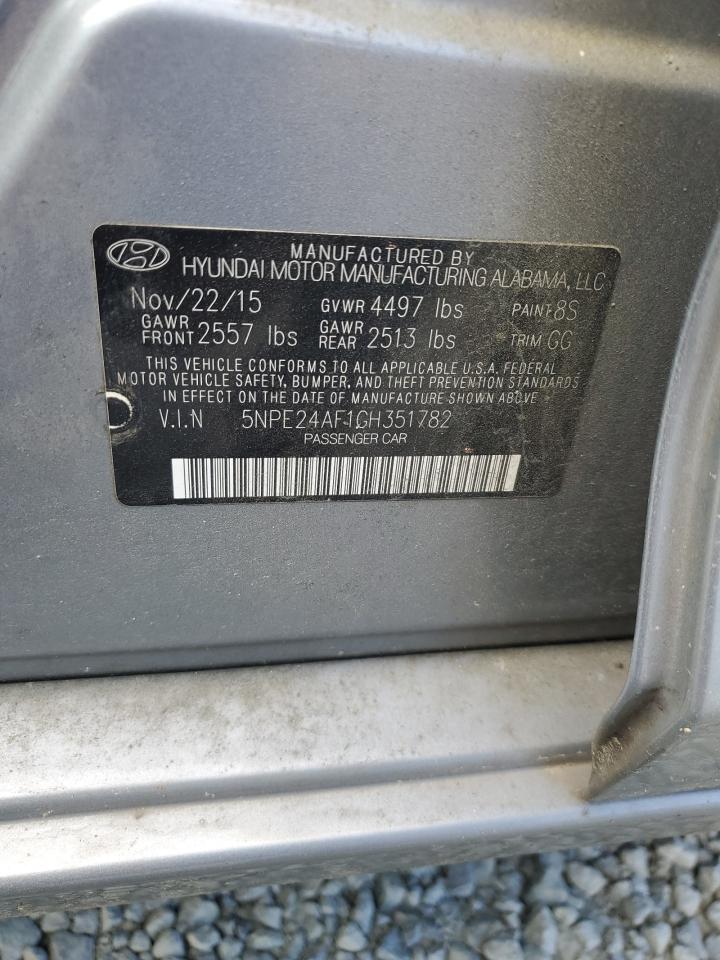 MANUFACTURED BY
HYUNDAI MOTOR MANUFACTURING ALABAMA, LLC
Nov/22/15 GVWR 4497 lbs PAINT 8S
GAWR FRONT 2557 lbs GAWR REAR 2513 lbs TRIM GG
THIS VEHICLE CONFORMS TO ALL APPLICABLE U.S.A. FEDERAL
MOTOR VEHICLE SAFETY, BUMPER, AND THEFT PREVENTION STANDARDS
IN EFFECT ON THE DATE OF MANUFACTURE SHOWN ABOVE.
V.I.N 5NPE24AF1GH351782
PASSENGER CAR